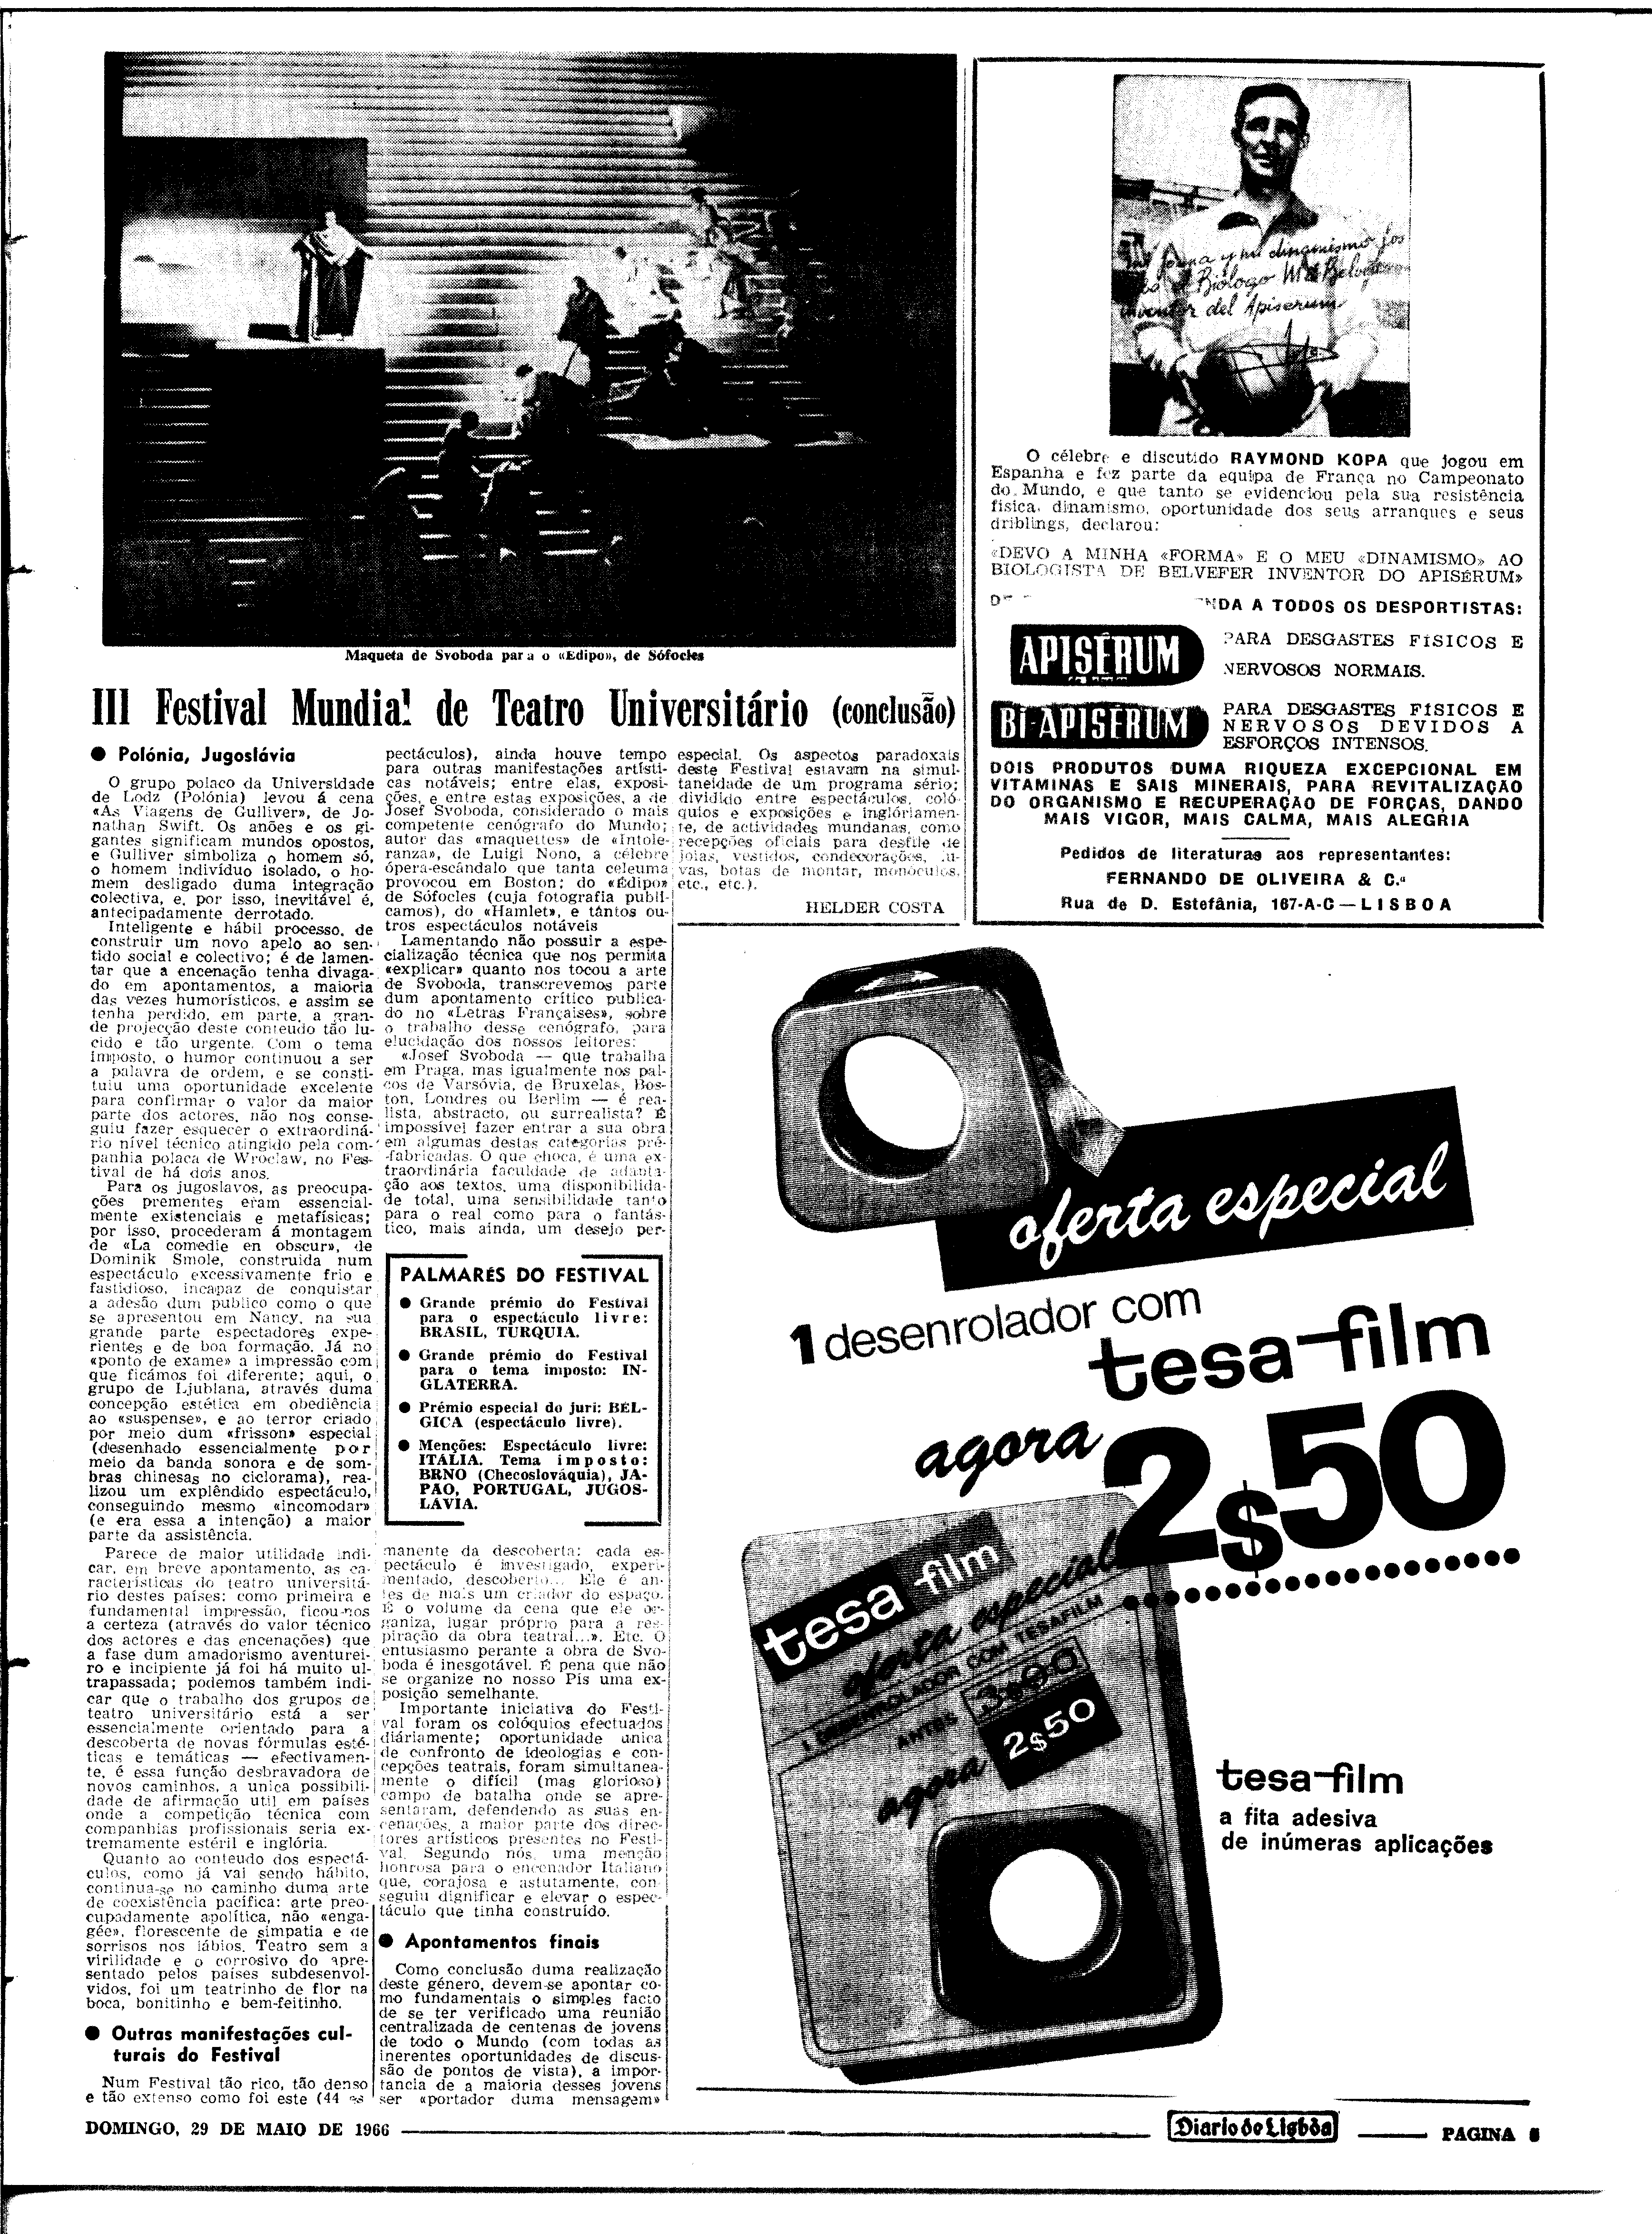 Maqueta de Svoboda para o «Edipo», de Sófocles
III Festival Mundial de Teatro Universitário (conclusão)
● Polónia, Jugoslávia
O grupo polaco da Universidade
de Lodz (Polónia) levou á cena
«As Viagens de Gulliver», de Jo-
nathan Swift. Os anões e os gi-
gantes significam mundos opostos,
e Gulliver simboliza o homem só,
o homem indivíduo isolado, o ho-
mem desligado duma integração
colectiva, e, por isso, inevitável é,
antecipadamente derrotado.
Inteligente e hábil processo, de
construir um novo apelo ao sen-
tido social e colectivo; é de lamen-
tar que a encenação tenha divaga-
do em apontamentos, a maioria
das vezes humorísticos, e assim se
tenha perdido, em parte, a gran-
de projecção deste conteudo tão lu-
cido e tão urgente. Com o tema
imposto, o humor continuou a ser
a palavra de ordem, e se consti-
tuiu uma oportunidade excelente
para confirmar o valor da maior
parte dos actores, não nos conse-
guiu fazer esquecer o extraordiná-
rio nível técnico atingido pela com-
panhia polaca de Wroclaw, no Fes-
tival de há dois anos.
Para os jugoslavos, as preocupa-
ções prementes eram essencial-
mente existenciais e metafísicas;
por isso, procederam á montagem
de «La comedie en obscur», de
Dominik Smole, construida num
espectáculo excessivamente frio e
fastidioso, incapaz de conquistar
a adesão dum publico como o que
se apresentou em Nancy, na sua
grande parte espectadores expe-
rientes e de boa formação. Já no
«ponto de exame» a impressão com
que ficámos foi diferente; aqui, o
grupo de Ljublana, através duma
concepção estética em obediência
ao «suspense», e ao terror criado
por meio dum «frisson» especial
(desenhado essencialmente por
meio da banda sonora e de som-
bras chinesas no ciclorama), rea-
lizou um explêndido espectáculo,
conseguindo mesmo «incomodar»
(e era essa a intenção) a maior
parte da assistência.
Parece de maior utilidade indi-
car, em breve apontamento, as ca-
racterísticas do teatro universitá-
rio destes países: como primeira e
fundamental impressão, ficou-nos
a certeza (através do valor técnico
dos actores e das encenações) que
a fase dum amadorismo aventurei-
ro e incipiente já foi há muito ul-
trapassada; podemos também indi-
car que o trabalho dos grupos de
teatro universitário está a ser
essencialmente orientado para a
descoberta de novas fórmulas esté-
ticas e temáticas — efectivamen-
te, é essa função desbravadora de
novos caminhos, a unica possibili-
dade de afirmação util em países
onde a competição técnica com
companhias profissionais seria ex-
tremamente estéril e inglória.
Quanto ao conteudo dos espectá-
culos, como já vai sendo hábito,
continua-se no caminho duma arte
de coexistência pacífica: arte preo-
cupadamente apolítica, não «enga-
gée», florescente de simpatia e de
sorrisos nos lábios. Teatro sem a
virilidade e o corrosivo do apre-
sentado pelos países subdesenvol-
vidos, foi um teatrinho de flor na
boca, bonitinho e bem-feitinho.
● Outras manifestações cul-
turais do Festival
Num Festival tão rico, tão denso
e tão extenso como foi este (44 es
pectáculos), ainda houve tempo
para outras manifestações artísti-
cas notáveis; entre elas, exposi-
ções, e entre estas exposições, a de
Josef Svoboda, considerado o mais
competente cenógrafo do Mundo;
autor das «maquettes» de «Intole-
ranza», de Luigi Nono, a célebre
ópera-escândalo que tanta celeuma
provocou em Boston; do «Édipo»
de Sófocles (cuja fotografia publi-
camos), do «Hamlet», e tantos ou-
tros espectáculos notáveis
Lamentando não possuir a espe-
cialização técnica que nos permita
«explicar» quanto nos tocou a arte
de Svoboda, transcrevemos parte
dum apontamento crítico publica-
do no «Letras Françaises», sobre
o trabalho desse cenógrafo, para
elucidação dos nossos leitores:
«Josef Svoboda — que trabalha
em Praga, mas igualmente nos pal-
cos de Varsóvia, de Bruxelas, Bos-
ton, Londres ou Berlim — é rea-
lista, abstracto, ou surrealista? É
impossível fazer entrar a sua obra
em algumas destas categorias pré-
-fabricadas. O que choca, é uma ex-
traordinária faculdade de adapta-
ção aos textos, uma disponibilida-
de total, uma sensibilidade tanto
para o real como para o fantás-
tico, mais ainda, um desejo per-
PALMARÉS DO FESTIVAL
● Grande prémio do Festival
para o espectáculo livre:
BRASIL, TURQUIA.
● Grande prémio do Festival
para o tema imposto: IN-
GLATERRA.
● Prémio especial do juri: BÉL-
GICA (espectáculo livre).
● Menções: Espectáculo livre:
ITÁLIA. Tema imposto:
BRNO (Checoslováquia), JA-
PAO, PORTUGAL, JUGOS-
LÁVIA.
manente da descoberta: cada es-
pectáculo é investigado, experi-
mentado, descoberto... Ele é an-
tes de mais um criador do espaço.
É o volume da cena que ele or-
ganiza, lugar próprio para a res-
piração da obra teatral...». Etc. O
entusiasmo perante a obra de Svo-
boda é inesgotável. É pena que não
se organize no nosso Pís uma ex-
posição semelhante.
Importante iniciativa do Festi-
val foram os colóquios efectuados
diáriamente; oportunidade unica
de confronto de ideologias e con-
cepções teatrais, foram simultanea-
mente o difícil (mas glorioso)
campo de batalha onde se apre-
sentaram, defendendo as suas en-
cenações, a maior parte dos direc-
tores artísticos presentes no Festi-
val. Segundo nós, uma menção
honrosa para o encenador Italiano
que, corajosa e astutamente, con
seguiu dignificar e elevar o espec-
táculo que tinha construído.
● Apontamentos finais
Como conclusão duma realização
deste género, devem-se apontar co-
mo fundamentais o simples facto
de se ter verificado uma reunião
centralizada de centenas de jovens
de todo o Mundo (com todas as
inerentes oportunidades de discus-
são de pontos de vista), a impor-
tancia de a maioria desses jovens
ser «portador duma mensagem»
especial. Os aspectos paradoxais
deste Festival estavam na simul-
taneidade de um programa sério;
dividido entre espectáculos, coló-
quios e exposições e inglóriamen-
te, de actividades mundanas, como
recepções oficiais para desfile de
joias, vestidos, condecorações, lu-
vas, botas de montar, monóculos,
etc., etc.).
HELDER COSTA
forma y mi dinamismo los
Biólogo
inventor del Apiserum
O célebre e discutido RAYMOND KOPA que jogou em
Espanha e fez parte da equipa de França no Campeonato
do Mundo, e que tanto se evidenciou pela sua resistência
física, dinamismo, oportunidade dos seus arranques e seus
driblings, declarou:
«DEVO A MINHA «FORMA» E O MEU «DINAMISMO» AO
BIOLOGISTA DE BELVEFER INVENTOR DO APISÉRUM»
NDA A TODOS OS DESPORTISTAS:
APISÉRUM
PARA DESGASTES FÍSICOS E
NERVOSOS NORMAIS.
BI-APISÉRUM
PARA DESGASTES FÍSICOS E
NERVOSOS DEVIDOS A
ESFORÇOS INTENSOS.
DOIS PRODUTOS DUMA RIQUEZA EXCEPCIONAL EM
VITAMINAS E SAIS MINERAIS, PARA REVITALIZAÇÃO
DO ORGANISMO E RECUPERAÇÃO DE FORÇAS, DANDO
MAIS VIGOR, MAIS CALMA, MAIS ALEGRIA
Pedidos de literaturas aos representantes:
FERNANDO DE OLIVEIRA & C.ª
Rua de D. Estefânia, 167-A-C — LISBOA
oferta especial
1 desenrolador com
tesa-film
agora
2$50
tesa-film
oferta especial
1 DESENROLADOR COM TESAFILM
ANTES 3$00
agora 2$50
tesa-film
a fita adesiva
de inúmeras aplicações
DOMINGO, 29 DE MAIO DE 1966
Diario de Lisbôa
PAGINA